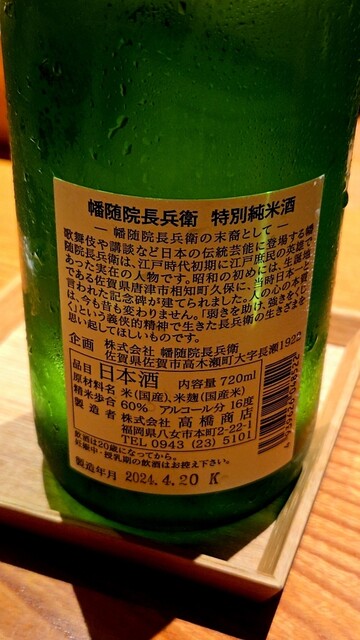 幡随院長兵衛 特別純米酒
― 幡随院長兵衛の末裔として ―
歌舞伎や講談など日本の伝統芸能に登場する幡
随院長兵衛は、江戸時代初期に江戸庶民の英雄で
あった実在の人物です。昭和の初めには、生誕地
である佐賀県唐津市相知町久保に、当時日本一と
言われた記念碑が建てられました。人の心の本質
は、今も昔も変わりません。「弱きを助け、強きをくじ
く」という義侠的精神で生きた長兵衛の生きざまを
思い起してほしいものです。
企画 株式会社 幡随院長兵衛
佐賀県佐賀市高木瀬町大字長瀬1922
品目 日本酒 内容量 720ml
原材料名 米(国産)、米麹(国産米)
精米歩合 60% アルコール分 16度
製造者 株式会社 高橋商店
福岡県八女市本町2-22-1
TEL 0943 (23) 5101
飲酒は20歳になってから。
妊娠中・授乳期の飲酒はお控え下さい。
製造年月 2024.4.20 K